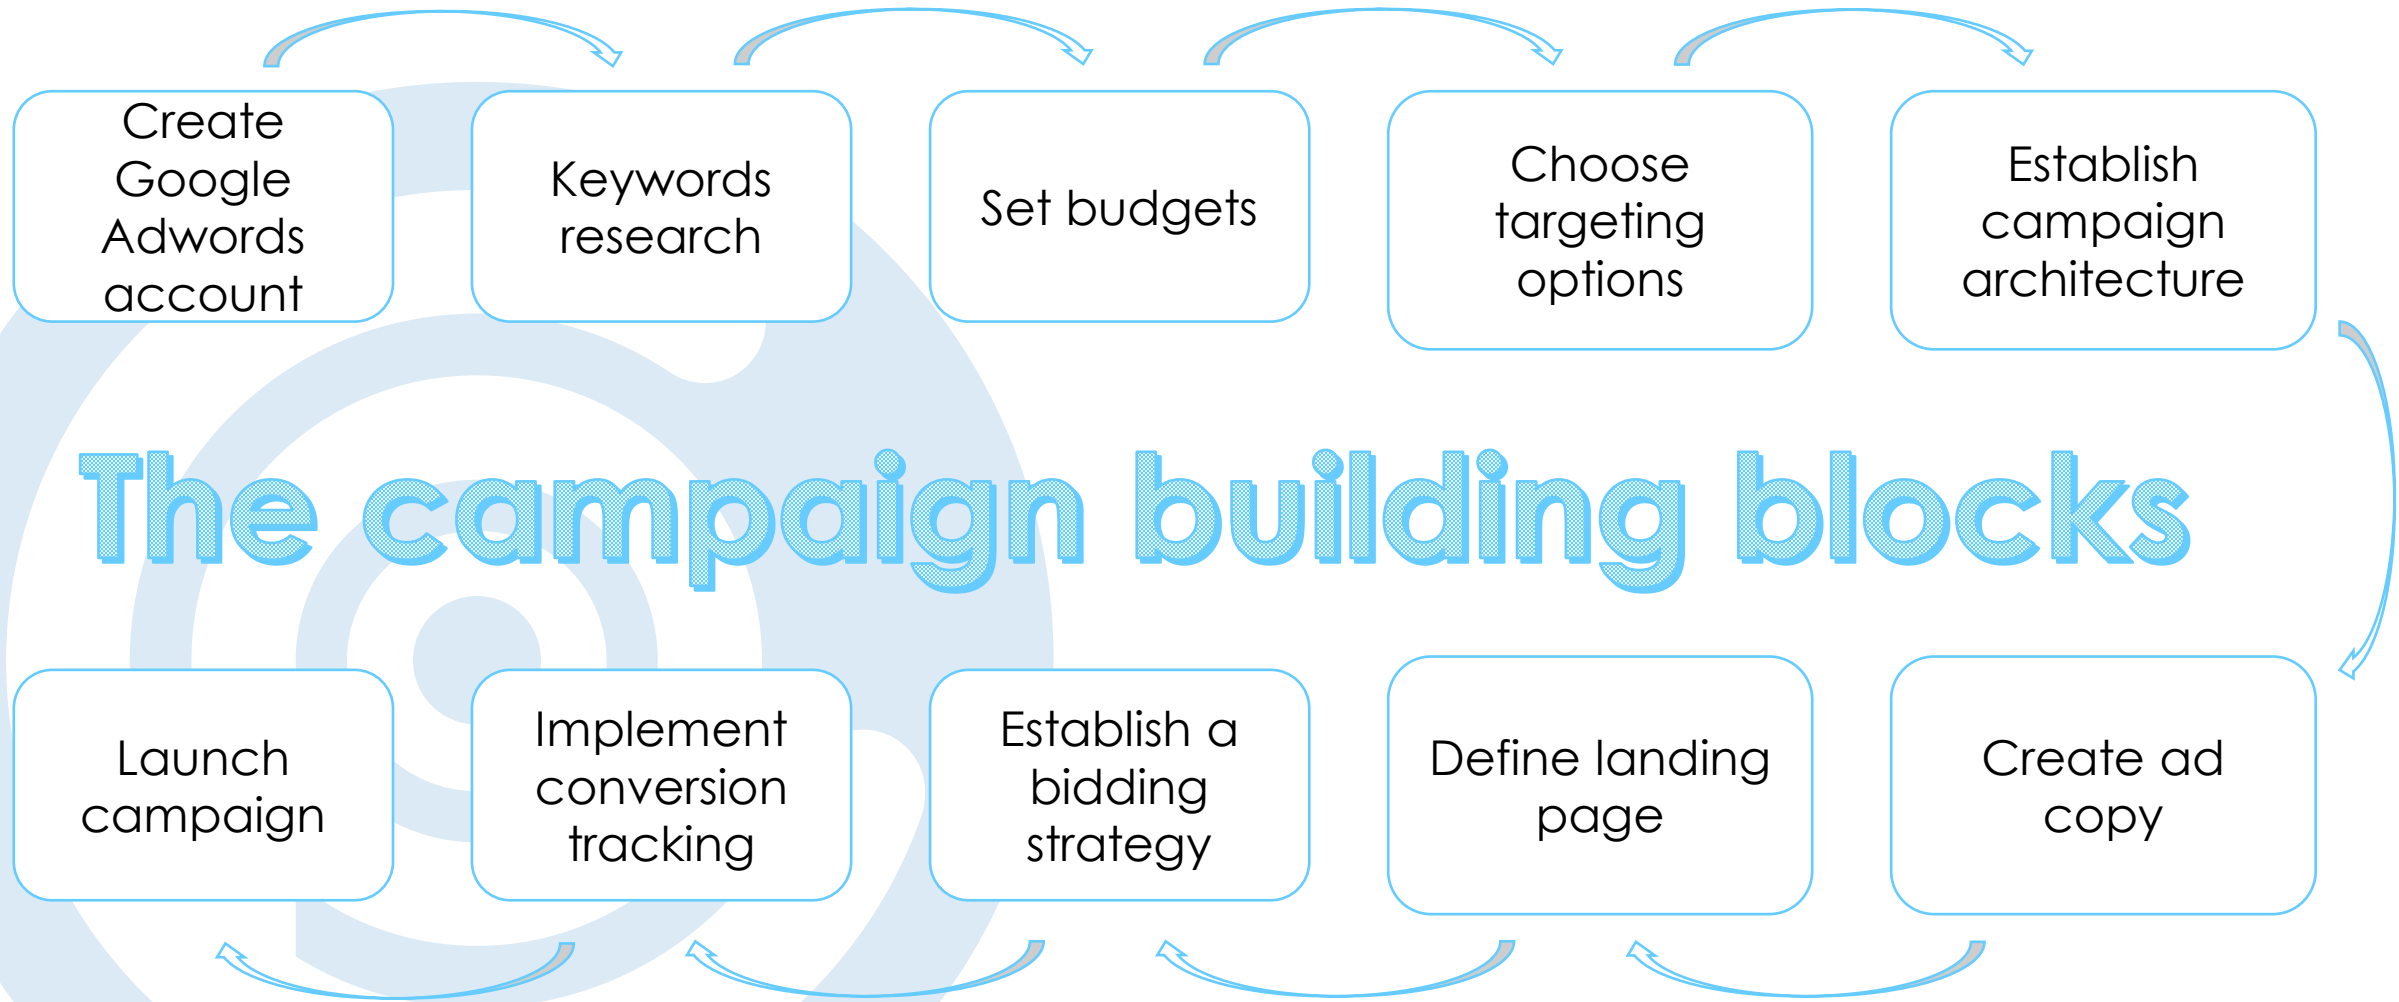 Create
Google
Adwords
account
Keywords
research
Set budgets
Choose
targeting
options
Establish
campaign
architecture
The campaign building blocks
Launch
campaign
Implement
conversion
tracking
Establish a
bidding
strategy
Define landing
page
Create ad
copy